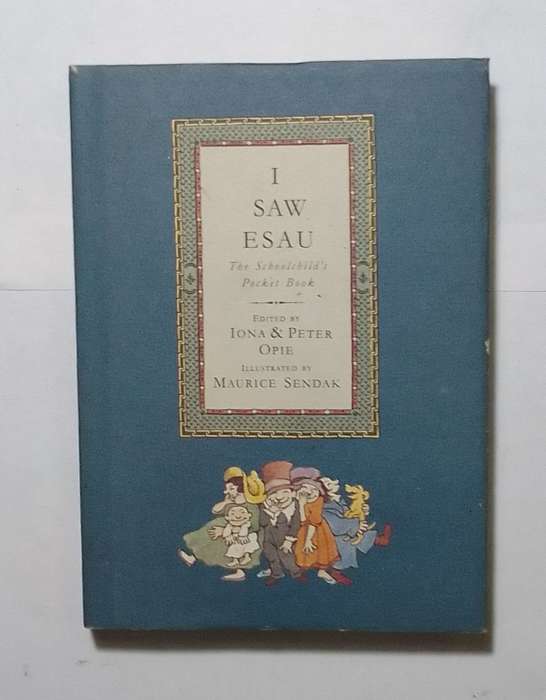 I
SAW
ESAU
The Schoolchild's
Pocket Book
EDITED BY
IONA & PETER
OPIE
ILLUSTRATED BY
MAURICE SENDAK